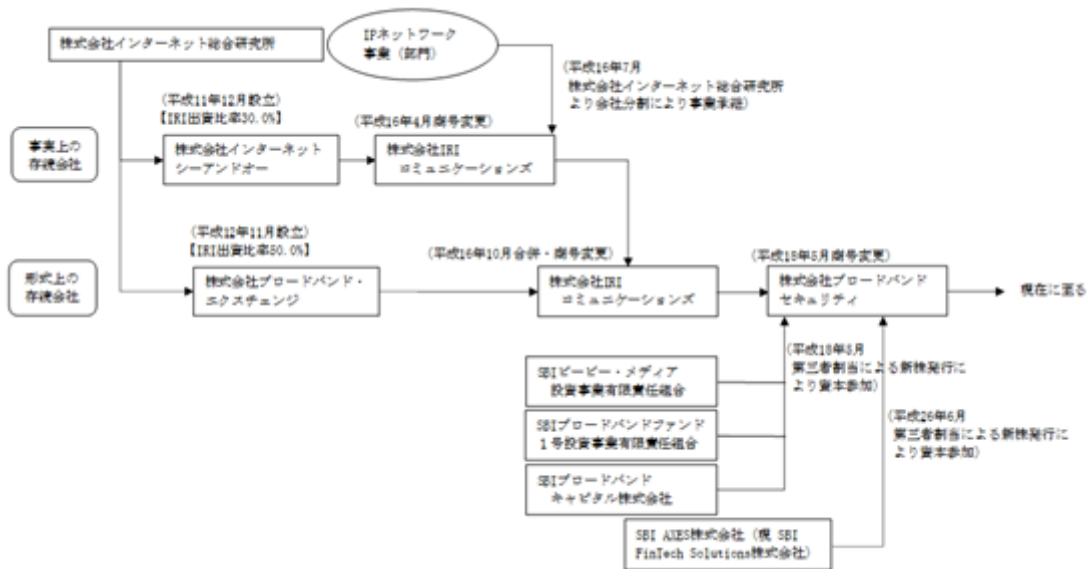 株式会社インターネット総合研究所
IPネットワーク
事業（部門）
（平成16年7月
株式会社インターネット総合研究所
より会社分割により事業承継）
（平成11年12月設立）
【IRI出資比率30.0%】
（平成16年4月商号変更）
事業上の
存続会社
株式会社インターネット
シーアンドオー
株式会社IRI
コミュニケーションズ
（平成12年11月設立）
【IRI出資比率50.0%】
（平成16年10月合併・商号変更）
（平成18年5月商号変更）
形式上の
存続会社
株式会社ブロードバンド・
エクスチェンジ
株式会社IRI
コミュニケーションズ
株式会社ブロードバンド
セキュリティ
現在に至る
（平成18年8月
第三者割当による新株発行に
より資本参加）
SBIビービー・メディア
投資事業有限責任組合
SBIブロードバンドファンド
１号投資事業有限責任組合
（平成26年6月
第三者割当による新株発行に
より資本参加）
SBIブロードバンド
キャピタル株式会社
SBI AXES株式会社（現 SBI
FinTech Solutions株式会社）